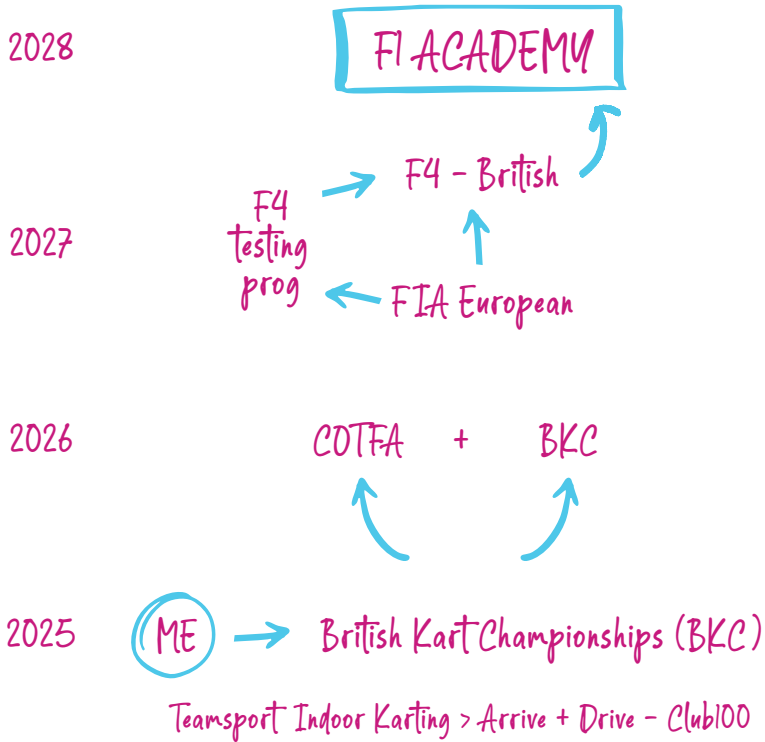 2028
F1 ACADEMY
F4 - British
F4
testing
prog
2027
FIA European
2026
COTFA + BKC
2025
ME
British Kart Championships (BKC)
Teamsport Indoor Karting > Arrive + Drive - Club100